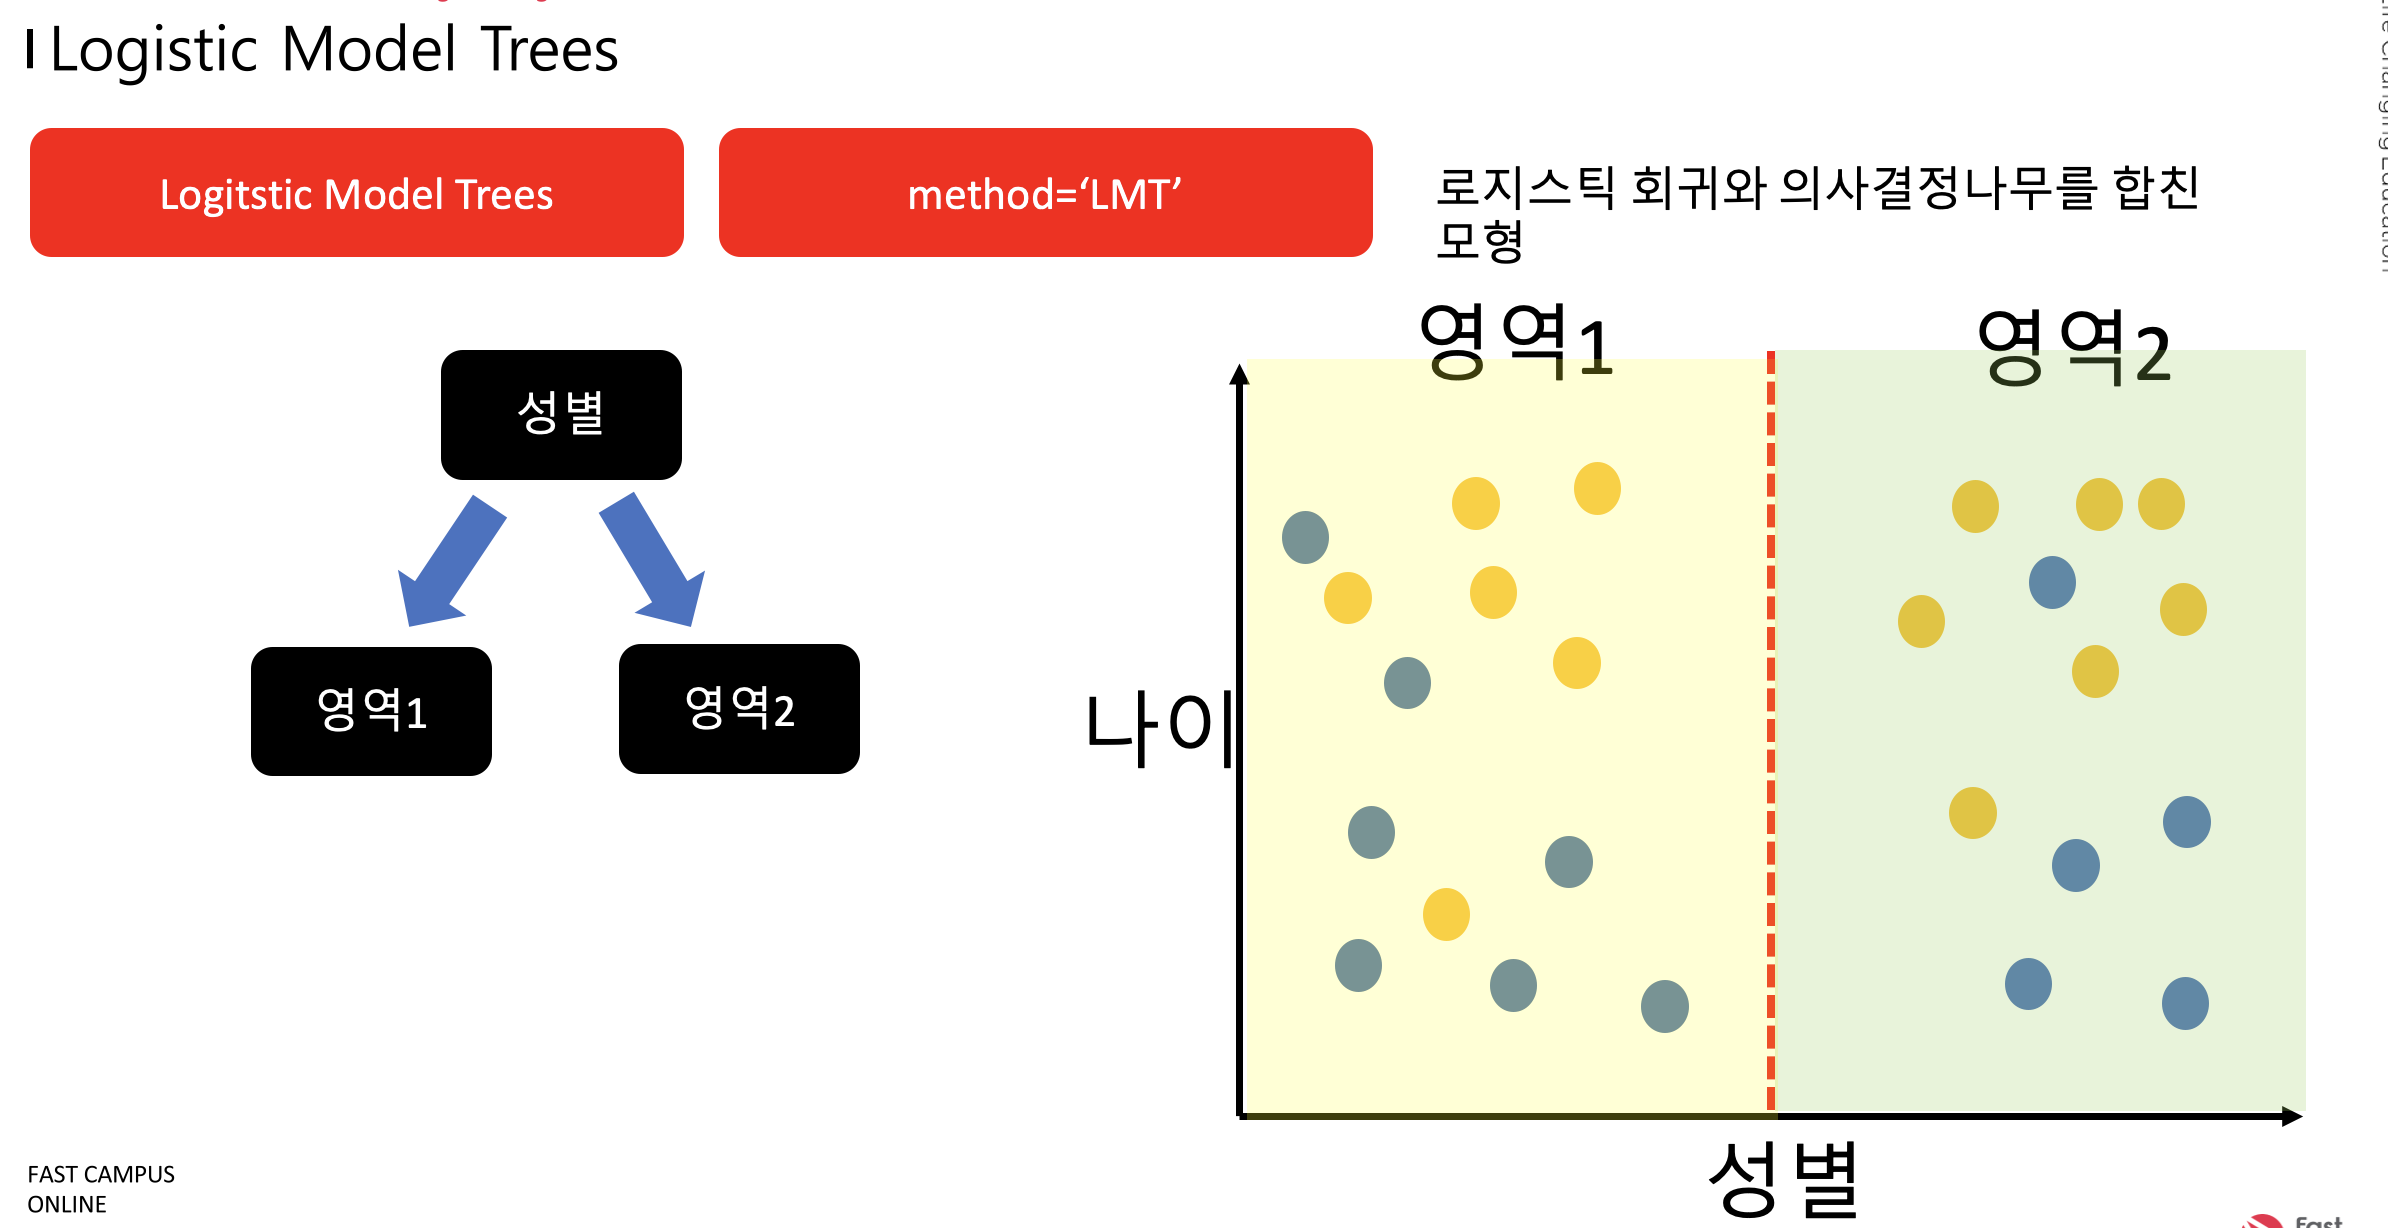 Logistic Model Trees
Logitstic Model Trees
method=‘LMT’
로지스틱 회귀와 의사결정나무를 합친
모형
성별
영역1
영역2
영역1
영역2
나이
성별
FAST CAMPUS
ONLINE
Changing Education
Fast